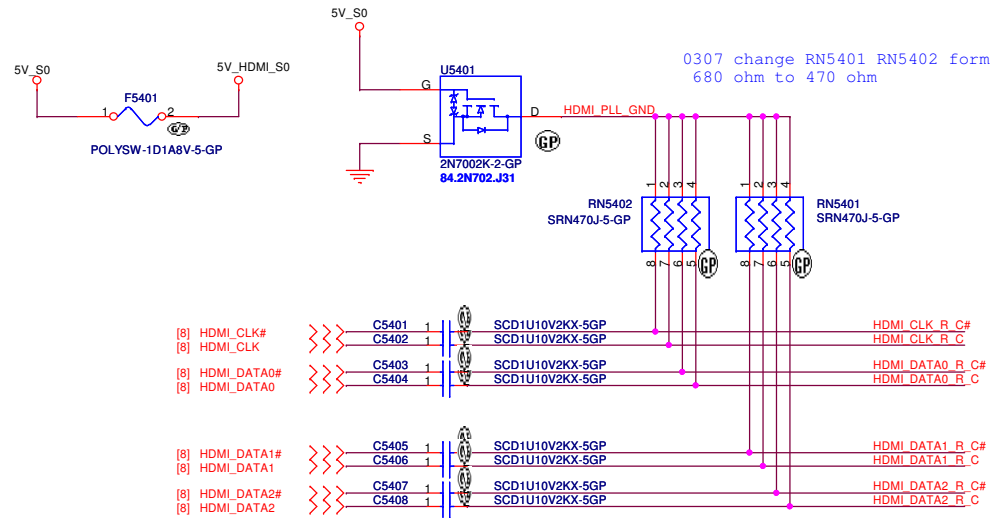 5V_S0
5V_S0
5V_HDMI_S0
0307 change RN5401 RN5402 form
680 ohm to 470 ohm
U5401
F5401
G
1
2
D
HDMI_PLL_GND
GP
S
GP
POLYSW-1D1A8V-5-GP
2N7002K-2-GP
84.2N702.J31
1 2 3 4
1 2 3 4
RN5402
SRN470J-5-GP
RN5401
SRN470J-5-GP
GP
GP
8 7 6 5
8 7 6 5
[8] HDMI_CLK#
C5401
1
SCD1U10V2KX-5GP
HDMI_CLK_R_C#
[8] HDMI_CLK
C5402
1
SCD1U10V2KX-5GP
HDMI_CLK_R_C
[8] HDMI_DATA0#
C5403
1
SCD1U10V2KX-5GP
HDMI_DATA0_R_C#
[8] HDMI_DATA0
C5404
1
SCD1U10V2KX-5GP
HDMI_DATA0_R_C
[8] HDMI_DATA1#
C5405
1
SCD1U10V2KX-5GP
HDMI_DATA1_R_C#
[8] HDMI_DATA1
C5406
1
SCD1U10V2KX-5GP
HDMI_DATA1_R_C
[8] HDMI_DATA2#
C5407
1
SCD1U10V2KX-5GP
HDMI_DATA2_R_C#
[8] HDMI_DATA2
C5408
1
SCD1U10V2KX-5GP
HDMI_DATA2_R_C